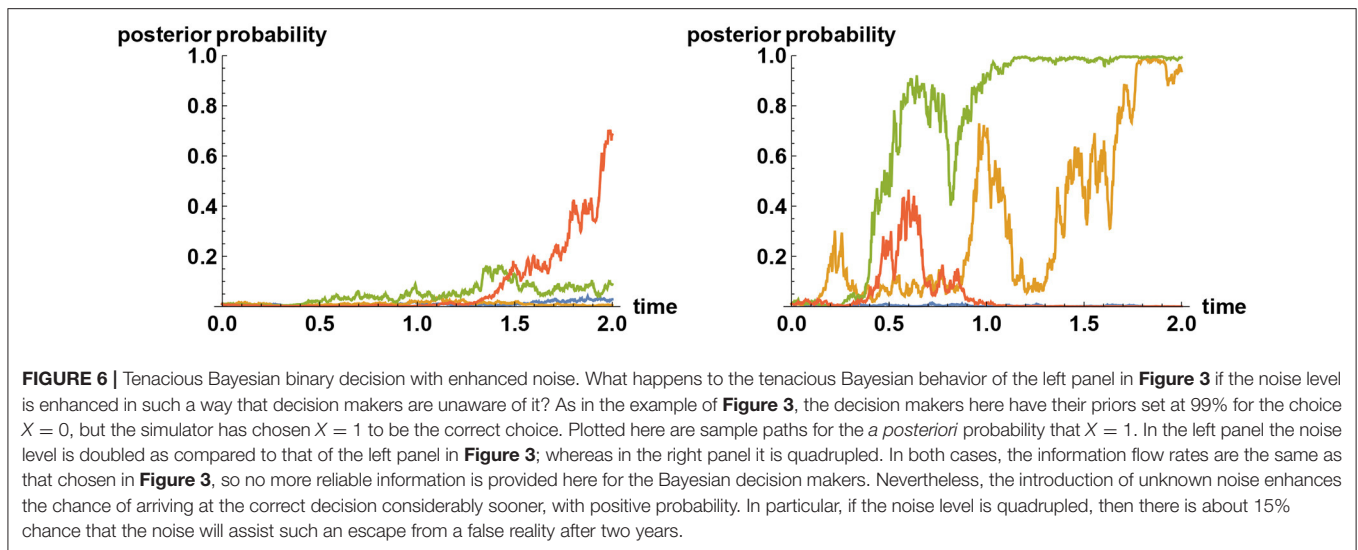 posterior probability
1.0
0.8
0.6
0.4
0.2
0.0
0.5
1.0
1.5
2.0
time
posterior probability
1.0
0.8
0.6
0.4
0.2
0.0
0.5
1.0
1.5
2.0
time
FIGURE 6 | Tenacious Bayesian binary decision with enhanced noise. What happens to the tenacious Bayesian behavior of the left panel in Figure 3 if the noise level
is enhanced in such a way that decision makers are unaware of it? As in the example of Figure 3, the decision makers here have their priors set at 99% for the choice
X = 0, but the simulator has chosen X = 1 to be the correct choice. Plotted here are sample paths for the a posteriori probability that X = 1. In the left panel the noise
level is doubled as compared to that of the left panel in Figure 3; whereas in the right panel it is quadrupled. In both cases, the information flow rates are the same as
that chosen in Figure 3, so no more reliable information is provided here for the Bayesian decision makers. Nevertheless, the introduction of unknown noise enhances
the chance of arriving at the correct decision considerably sooner, with positive probability. In particular, if the noise level is quadrupled, then there is about 15%
chance that the noise will assist such an escape from a false reality after two years.